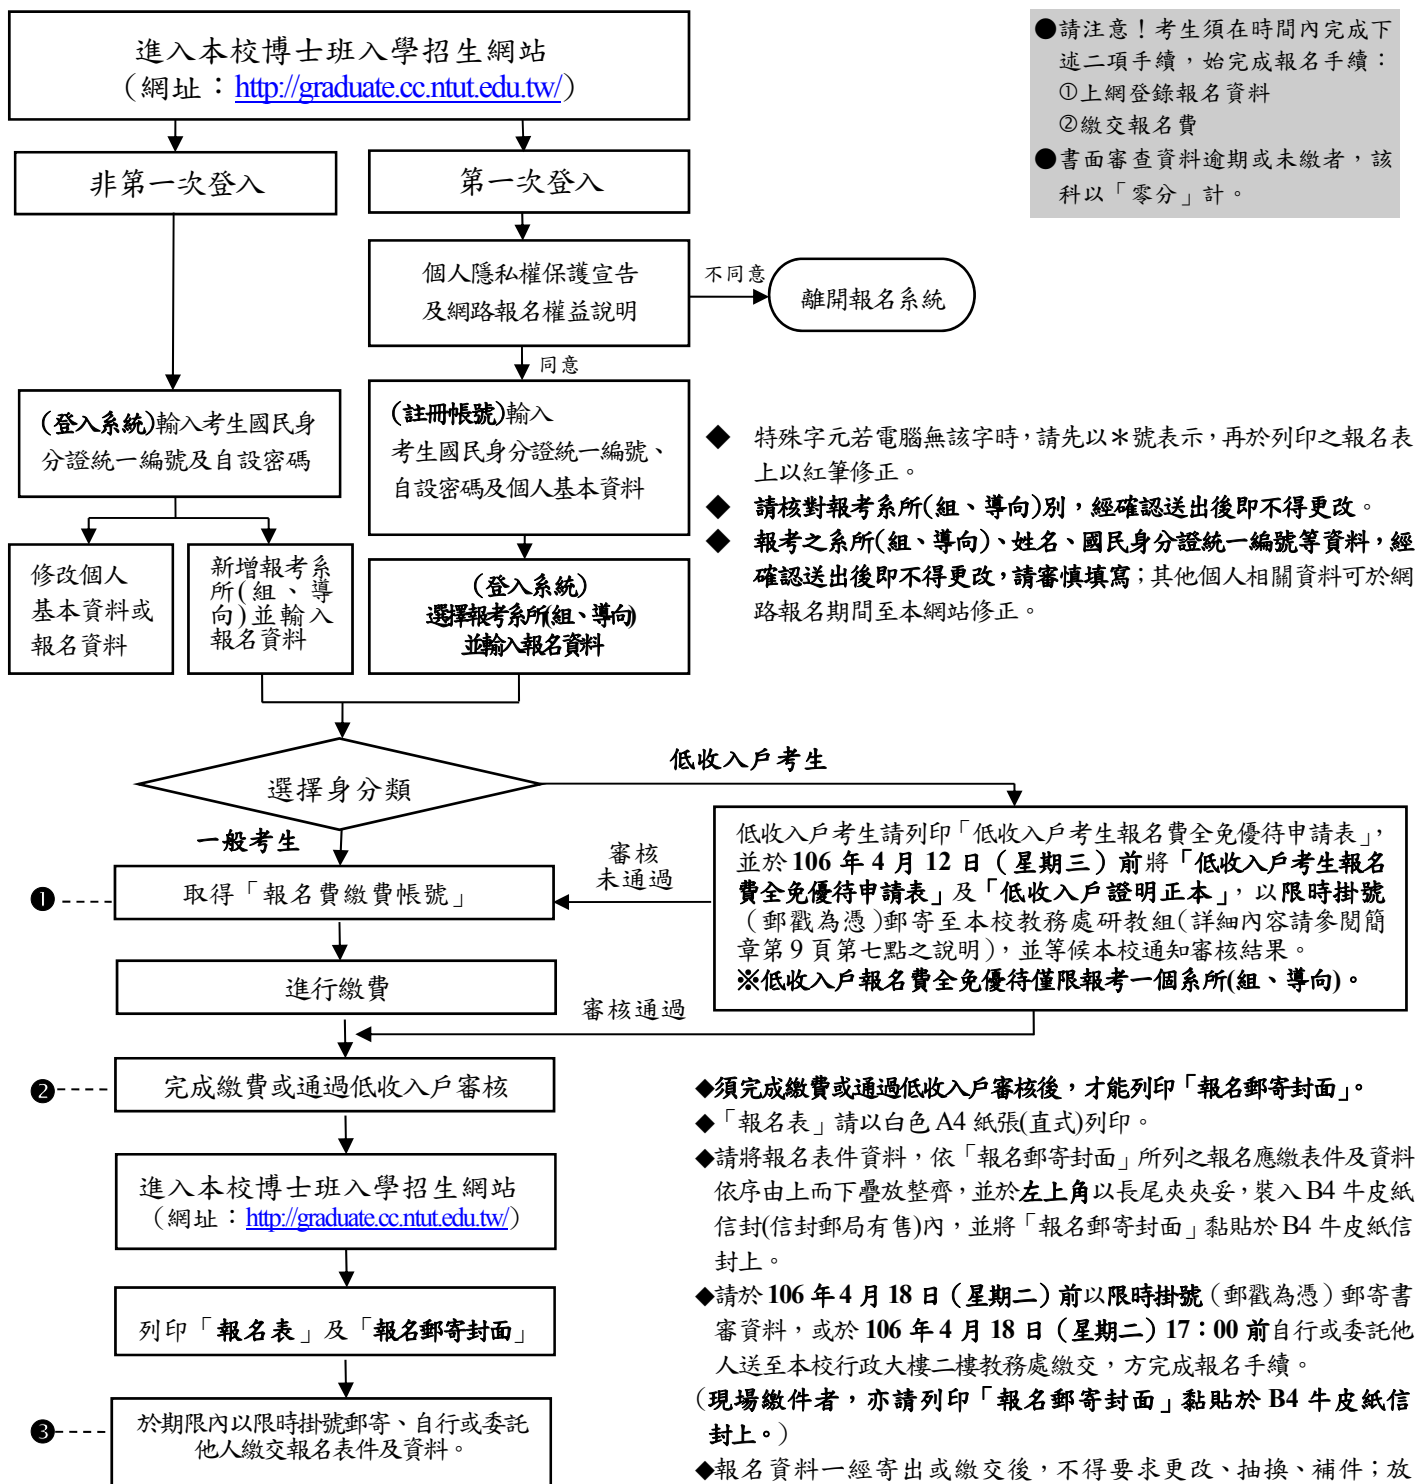 進入本校博士班入學招生網站
（網址：http://graduate.cc.ntut.edu.tw/）
●請注意！考生須在時間內完成下
述二項手續，始完成報名手續：
①上網登錄報名資料
②繳交報名費
●書面審查資料逾期或未繳者，該
科以「零分」計。
非第一次登入
第一次登入
個人隱私權保護宣告
及網路報名權益說明
不同意
離開報名系統
同意
(登入系統)輸入考生國民身
分證統一編號及自設密碼
(註冊帳號)輸入
考生國民身分證統一編號、
自設密碼及個人基本資料
◆ 特殊字元若電腦無該字時，請先以＊號表示，再於列印之報名表
上以紅筆修正。
◆ 請核對報考系所(組、導向)別，經確認送出後即不得更改。
◆ 報考之系所(組、導向)、姓名、國民身分證統一編號等資料，經
確認送出後即不得更改，請審慎填寫；其他個人相關資料可於網
路報名期間至本網站修正。
修改個人
基本資料或
報名資料
新增報考系
所(組、導
向)並輸入
報名資料
(登入系統)
選擇報考系所(組、導向)
並輸入報名資料
選擇身分類
低收入戶考生
一般考生
低收入戶考生請列印「低收入戶考生報名費全免優待申請表」，
並於 106 年 4 月 12 日（星期三）前將「低收入戶考生報名
費全免優待申請表」及「低收入戶證明正本」，以限時掛號
（郵戳為憑）郵寄至本校教務處研教組(詳細內容請參閱簡
章第 9 頁第七點之說明)，並等候本校通知審核結果。
※低收入戶報名費全免優待僅限報考一個系所(組、導向)。
審核
未通過
❶
取得「報名費繳費帳號」
進行繳費
審核通過
❷
完成繳費或通過低收入戶審核
進入本校博士班入學招生網站
（網址：http://graduate.cc.ntut.edu.tw/）
列印「報名表」及「報名郵寄封面」
❸
於期限內以限時掛號郵寄、自行或委託
他人繳交報名表件及資料。
◆須完成繳費或通過低收入戶審核後，才能列印「報名郵寄封面」。
◆「報名表」請以白色 A4 紙張(直式)列印。
◆請將報名表件資料，依「報名郵寄封面」所列之報名應繳表件及資料
依序由上而下疊放整齊，並於左上角以長尾夾夾妥，裝入 B4 牛皮紙
信封(信封郵局有售)內，並將「報名郵寄封面」黏貼於 B4 牛皮紙信
封上。
◆請於 106 年 4 月 18 日（星期二）前以限時掛號（郵戳為憑）郵寄書
審資料，或於 106 年 4 月 18 日（星期二）17：00 前自行或委託他
人送至本校行政大樓二樓教務處繳交，方完成報名手續。
（現場繳件者，亦請列印「報名郵寄封面」黏貼於 B4 牛皮紙信
封上。）
◆報名資料一經寄出或繳交後，不得要求更改、抽換、補件；放